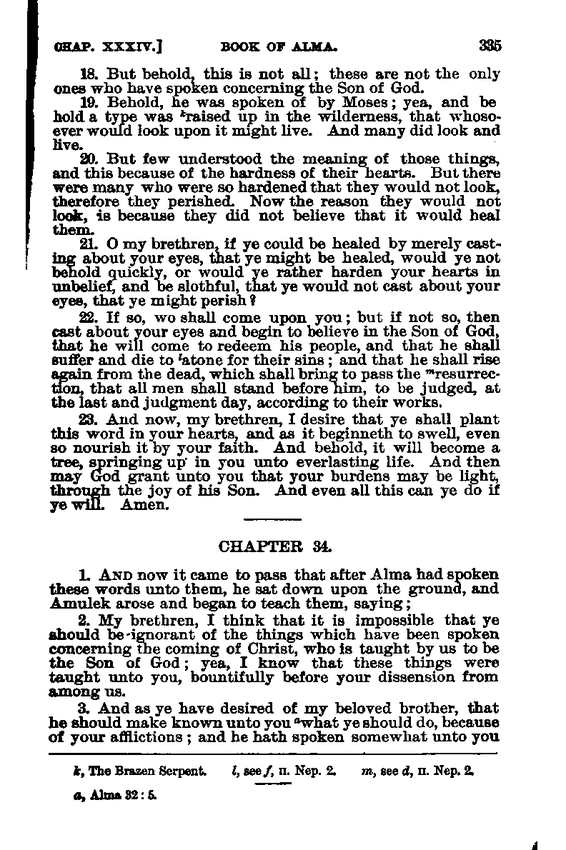 CHAP. XXXIV.] BOOK OF ALMA. 335
18. But behold, this is not all; these are not the only
ones who have spoken concerning the Son of God.
19. Behold, he was spoken of by Moses; yea, and be
hold a type was ᵏraised up in the wilderness, that whoso-
ever would look upon it might live. And many did look and
live.
20. But few understood the meaning of those things,
and this because of the hardness of their hearts. But there
were many who were so hardened that they would not look,
therefore they perished. Now the reason they would not
look, is because they did not believe that it would heal
them.
21. O my brethren, if ye could be healed by merely cast-
ing about your eyes, that ye might be healed, would ye not
behold quickly, or would ye rather harden your hearts in
unbelief, and be slothful, that ye would not cast about your
eyes, that ye might perish?
22. If so, wo shall come upon you; but if not so, then
cast about your eyes and begin to believe in the Son of God,
that he will come to redeem his people, and that he shall
suffer and die to ˡatone for their sins; and that he shall rise
again from the dead, which shall bring to pass the ᵐresurrec-
tion, that all men shall stand before him, to be judged, at
the last and judgment day, according to their works.
23. And now, my brethren, I desire that ye shall plant
this word in your hearts, and as it beginneth to swell, even
so nourish it by your faith. And behold, it will become a
tree, springing up in you unto everlasting life. And then
may God grant unto you that your burdens may be light,
through the joy of his Son. And even all this can ye do if
ye will. Amen.
CHAPTER 34.
1. AND now it came to pass that after Alma had spoken
these words unto them, he sat down upon the ground, and
Amulek arose and began to teach them, saying;
2. My brethren, I think that it is impossible that ye
should be ignorant of the things which have been spoken
concerning the coming of Christ, who is taught by us to be
the Son of God; yea, I know that these things were
taught unto you, bountifully before your dissension from
among us.
3. And as ye have desired of my beloved brother, that
he should make known unto you ᵃwhat ye should do, because
of your afflictions; and he hath spoken somewhat unto you
k, The Brazen Serpent. l, see f, II. Nep. 2. m, see d, II. Nep. 2.
a, Alma 32:5.